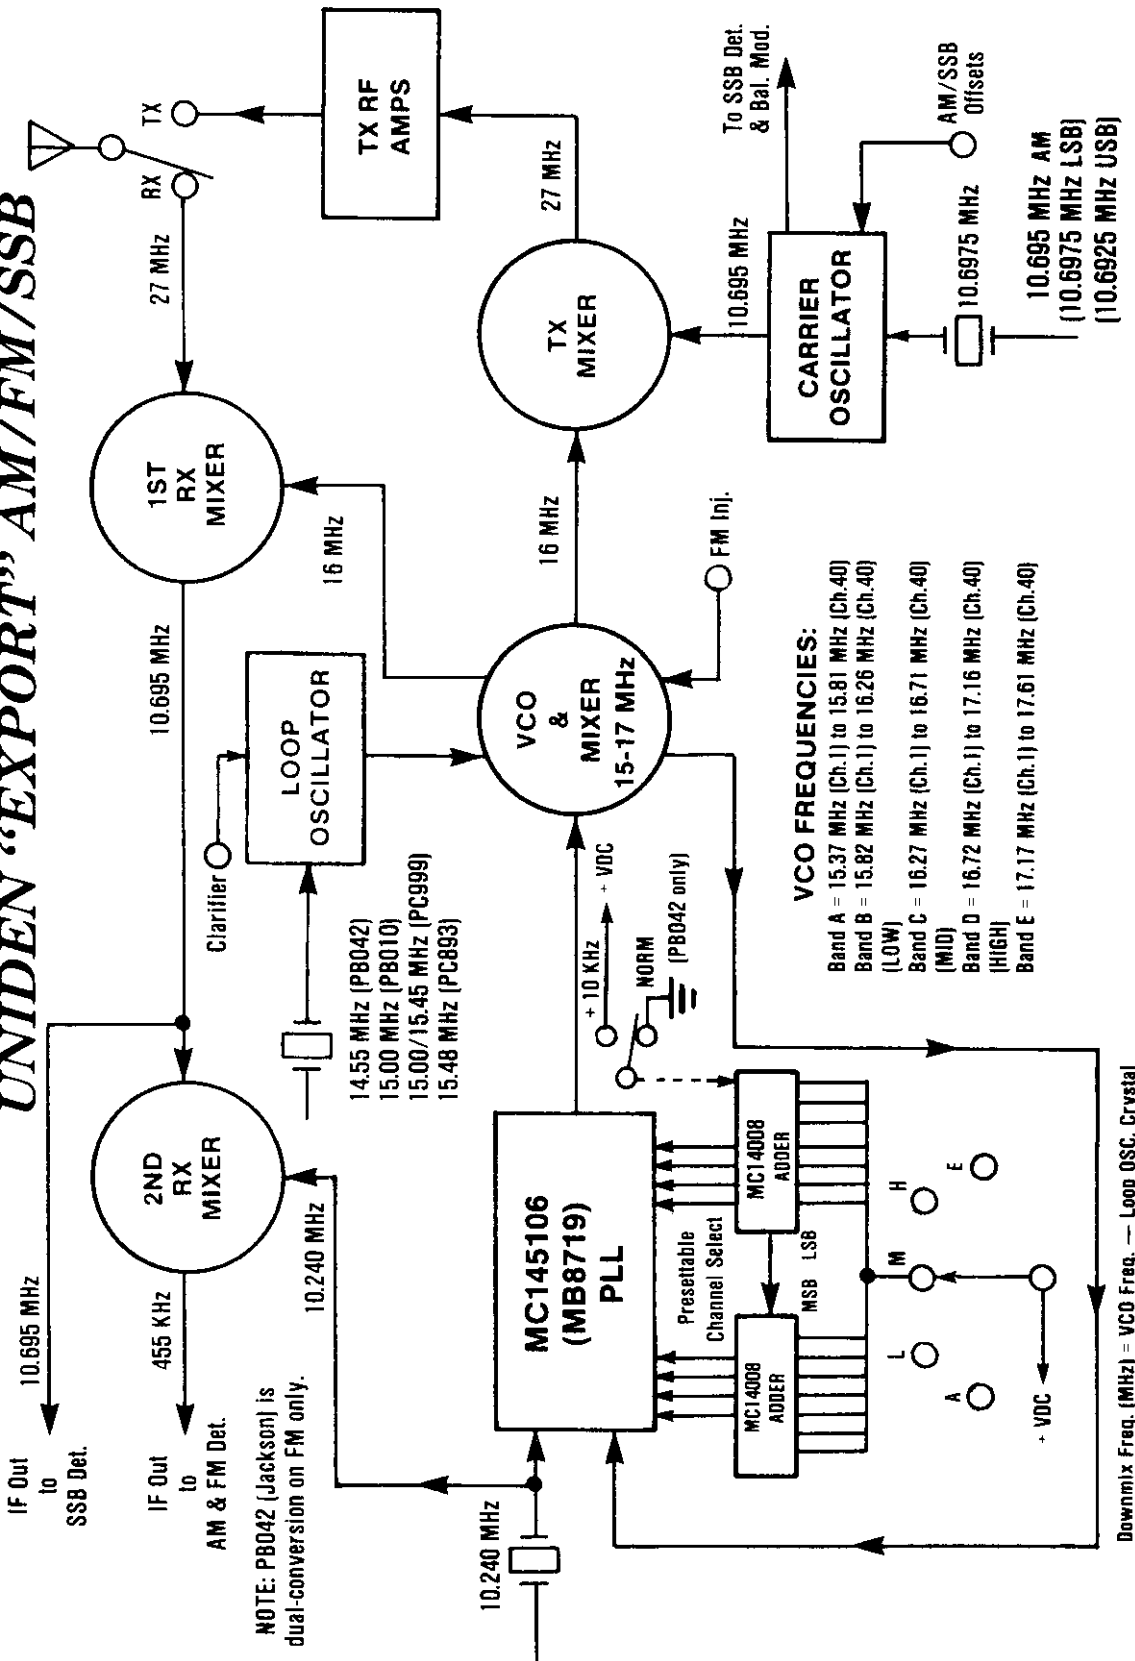 UNIDEN "EXPORT" AM/FM/SSB
IF Out
to
SSB Det.
10.695 MHz
IF Out
to
AM & FM Det.
455 KHz
NOTE: PB042 (Jackson) is
dual-conversion on FM only.
2ND
RX
MIXER
10.695 MHz
1ST
RX
MIXER
27 MHz
RX
TX
TX RF
AMPS
10.240 MHz
Clarifier
LOOP
OSCILLATOR
16 MHz
14.55 MHz (PB042)
15.00 MHz (PB010)
15.00/15.45 MHz (PC999)
15.48 MHz (PC893)
10.240 MHz
MC145106
(MB8719)
PLL
VCO
&
MIXER
15-17 MHz
16 MHz
TX
MIXER
27 MHz
Presettable
Channel Select
+ 10 KHz
+ VDC
NORM
(PB042 only)
FM Inj.
10.695 MHz
To SSB Det.
& Bal. Mod.
MC14008
ADDER
MSB
LSB
MC14008
ADDER
CARRIER
OSCILLATOR
AM/SSB
Offsets
10.6975 MHz
10.695 MHz AM
(10.6975 MHz LSB)
(10.6925 MHz USB)
A
L
M
H
E
+ VDC
VCO FREQUENCIES:
Band A = 15.37 MHz (Ch.1) to 15.81 MHz (Ch.40)
Band B = 15.82 MHz (Ch.1) to 16.26 MHz (Ch.40)
(LOW)
Band C = 16.27 MHz (Ch.1) to 16.71 MHz (Ch.40)
(MID)
Band D = 16.72 MHz (Ch.1) to 17.16 MHz (Ch.40)
(HIGH)
Band E = 17.17 MHz (Ch.1) to 17.61 MHz (Ch.40)
Downmix Freq. (MHz) = VCO Freq. — Loop OSC. Crystal